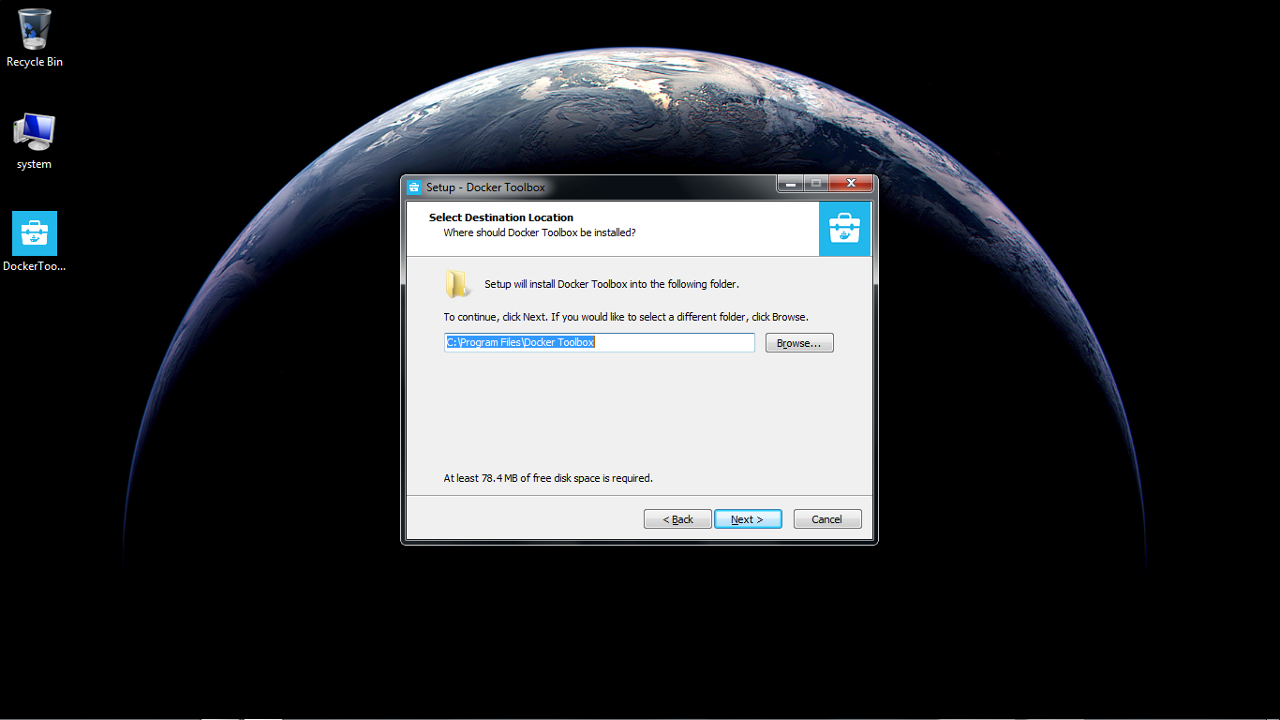 Recycle Bin
system
DockerToo...
Setup - Docker Toolbox
Select Destination Location
Where should Docker Toolbox be installed?
Setup will install Docker Toolbox into the following folder.
To continue, click Next. If you would like to select a different folder, click Browse.
C:\Program Files\Docker Toolbox
Browse...
At least 78.4 MB of free disk space is required.
< Back
Next >
Cancel